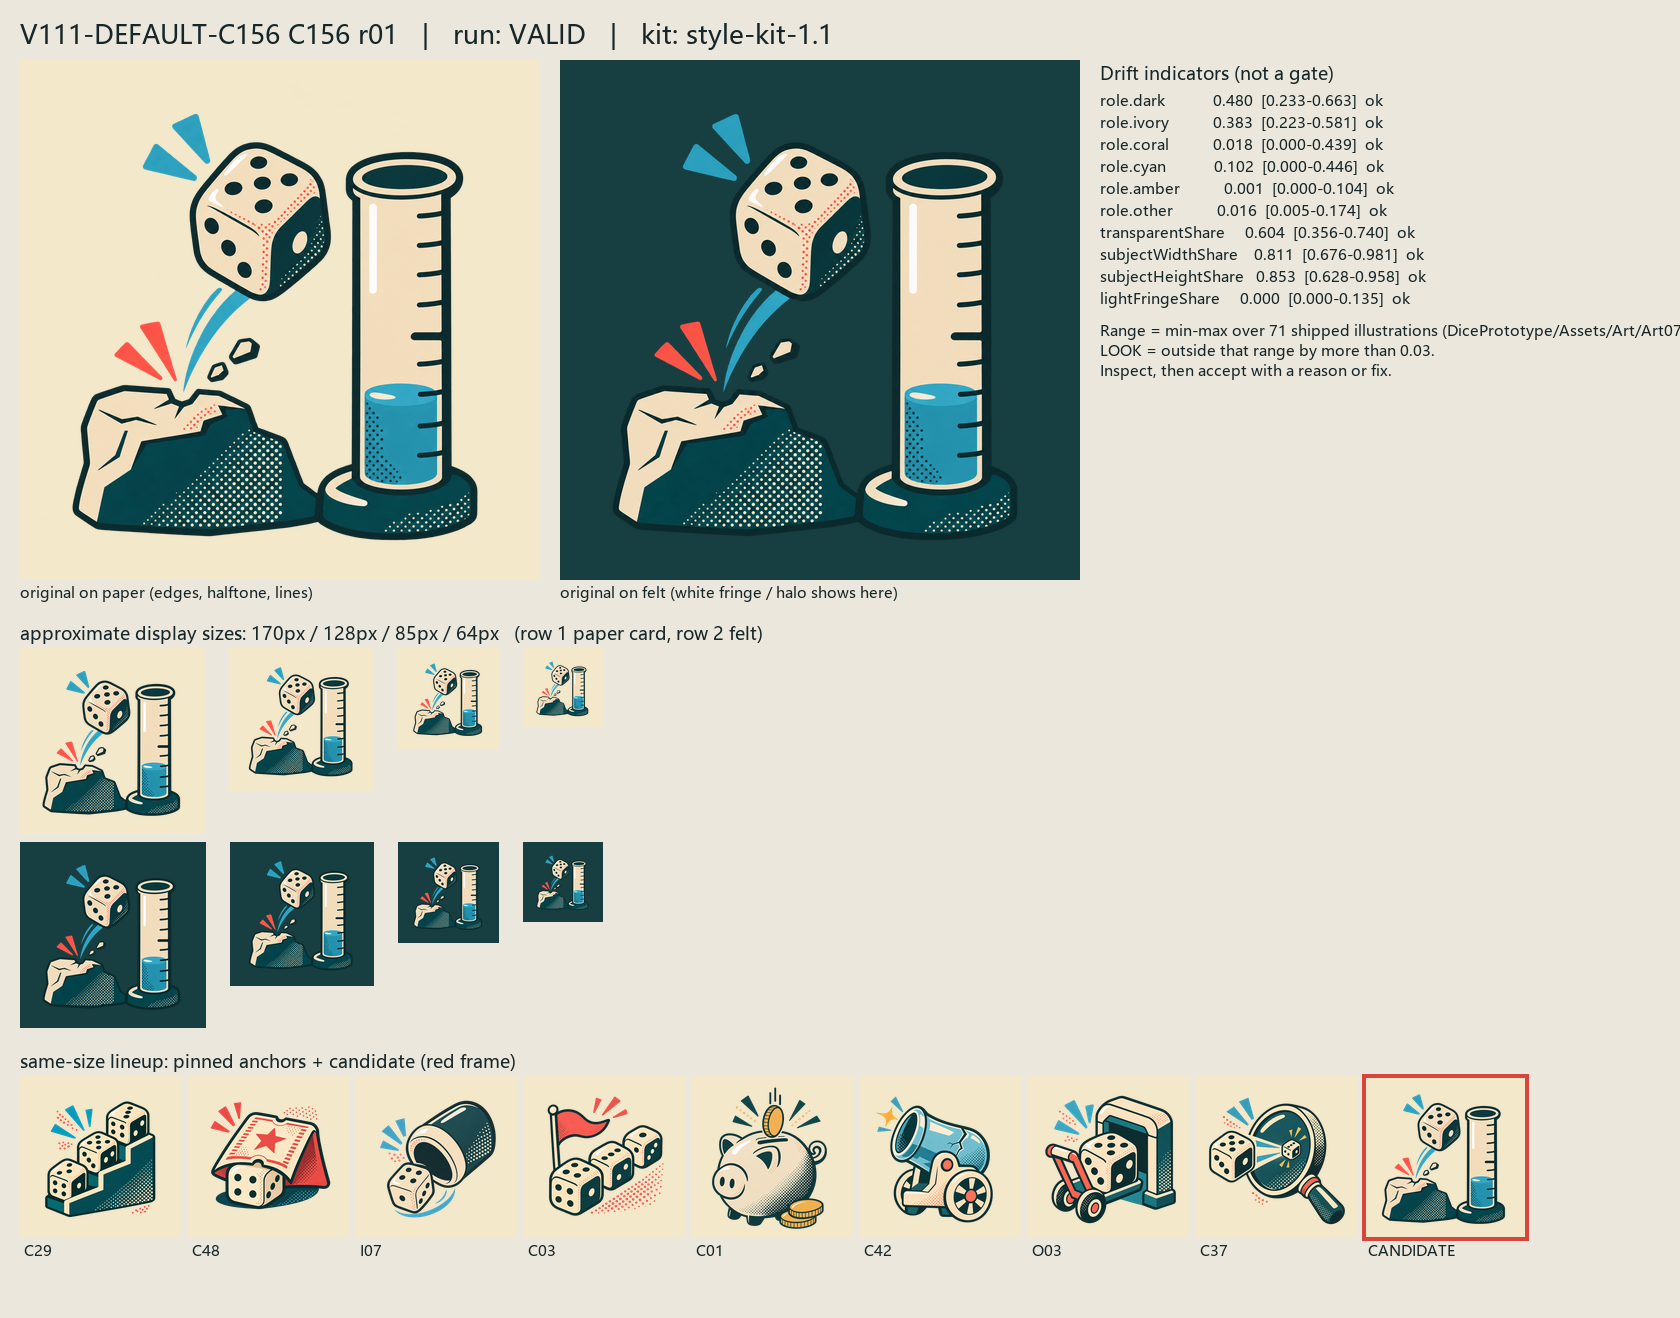 V111-DEFAULT-C156 C156 r01 | run: VALID | kit: style-kit-1.1
Drift indicators (not a gate)
role.dark 0.480 [0.233-0.663] ok
role.ivory 0.383 [0.223-0.581] ok
role.coral 0.018 [0.000-0.439] ok
role.cyan 0.102 [0.000-0.446] ok
role.amber 0.001 [0.000-0.104] ok
role.other 0.016 [0.005-0.174] ok
transparentShare 0.604 [0.356-0.740] ok
subjectWidthShare 0.811 [0.676-0.981] ok
subjectHeightShare 0.853 [0.628-0.958] ok
lightFringeShare 0.000 [0.000-0.135] ok
Range = min-max over 71 shipped illustrations (DicePrototype/Assets/Art/Art07
LOOK = outside that range by more than 0.03.
Inspect, then accept with a reason or fix.
original on paper (edges, halftone, lines)
original on felt (white fringe / halo shows here)
approximate display sizes: 170px / 128px / 85px / 64px (row 1 paper card, row 2 felt)
same-size lineup: pinned anchors + candidate (red frame)
C29
C48
I07
C03
C01
C42
O03
C37
CANDIDATE